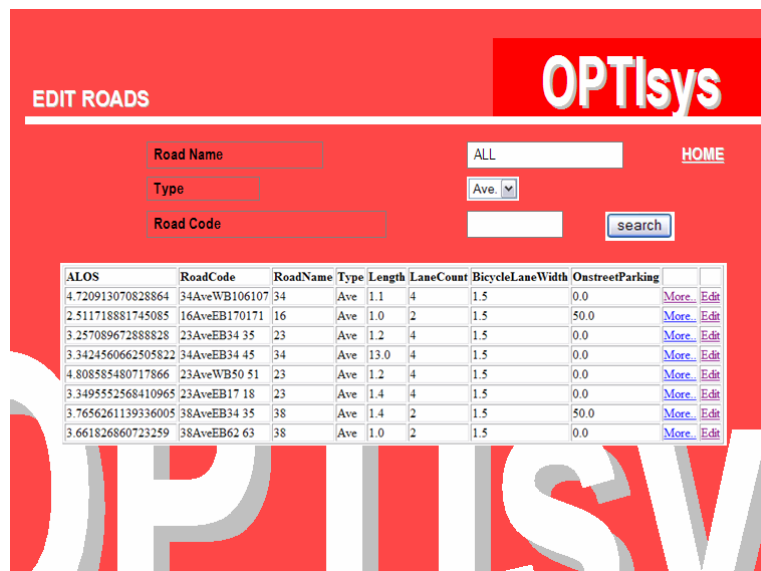 OPTIsys
EDIT ROADS
Road Name ALL HOME
Type Ave.
Road Code search
ALOS RoadCode RoadName Type Length LaneCount BicycleLaneWidth OnstreetParking
4.720913070828864 34AveWB106107 34 Ave 1.1 4 1.5 0.0 More.. Edit
2.511718881745085 16AveEB170171 16 Ave 1.0 2 1.5 50.0 More.. Edit
3.257089672888828 23AveEB34 35 23 Ave 1.2 4 1.5 0.0 More.. Edit
3.3424560662505822 34AveEB34 45 34 Ave 13.0 4 1.5 0.0 More.. Edit
4.808585480717866 23AveWB50 51 23 Ave 1.2 4 1.5 0.0 More.. Edit
3.3495552568410965 23AveEB17 18 23 Ave 1.4 4 1.5 0.0 More.. Edit
3.7656261139336005 38AveEB34 35 38 Ave 1.4 2 1.5 50.0 More.. Edit
3.661826860723259 38AveEB62 63 38 Ave 1.0 2 1.5 0.0 More.. Edit
OPTIsy